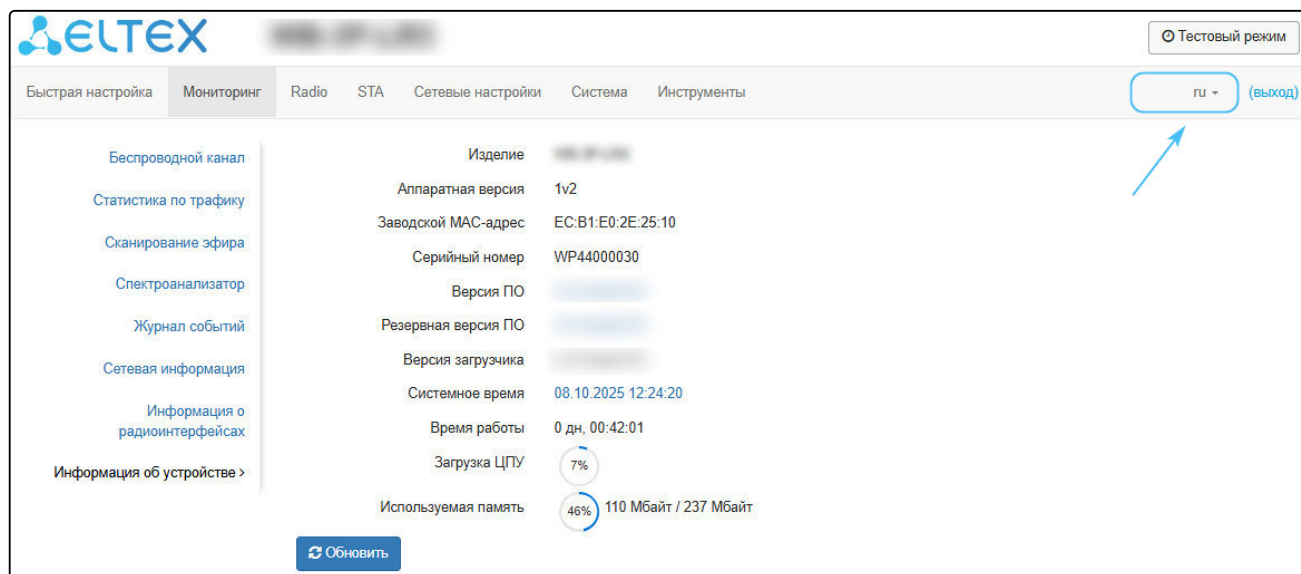 ELTEX
Тестовый режим
Быстрая настройка Мониторинг Radio STA Сетевые настройки Система Инструменты ru (выход)
Беспроводной канал
Статистика по трафику
Сканирование эфира
Спектроанализатор
Журнал событий
Сетевая информация
Информация о
радиоинтерфейсах
Информация об устройстве >
Изделие
Аппаратная версия 1v2
Заводской MAC-адрес EC:B1:E0:2E:25:10
Серийный номер WP44000030
Версия ПО
Резервная версия ПО
Версия загрузчика
Системное время 08.10.2025 12:24:20
Время работы 0 дн, 00:42:01
Загрузка ЦПУ 7%
Используемая память 46% 110 Мбайт / 237 Мбайт
Обновить